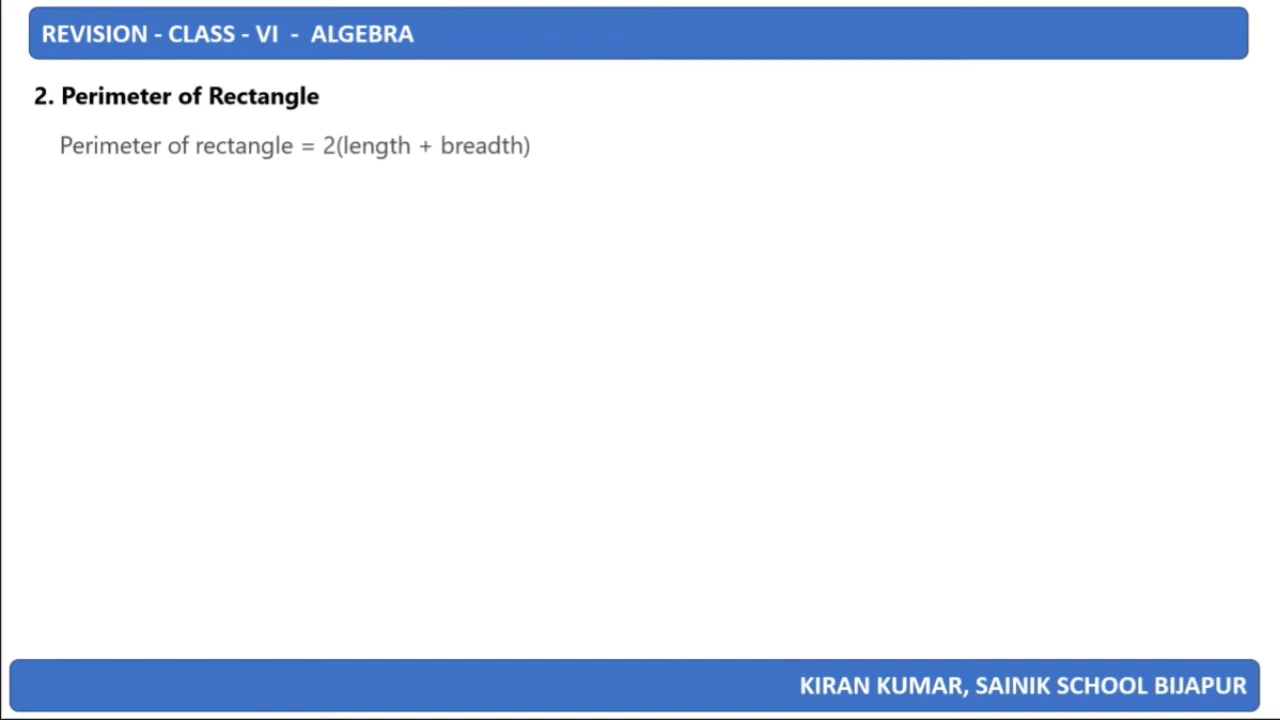 REVISION - CLASS - VI - ALGEBRA
2. Perimeter of Rectangle
Perimeter of rectangle = 2(length + breadth)
KIRAN KUMAR, SAINIK SCHOOL BIJAPUR